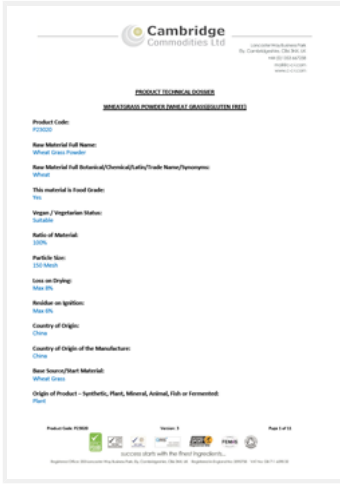 Cambridge
Commodities Ltd
PRODUCT TECHNICAL DOSSIER
WHEATGRASS POWDER (WHEAT GRASS)(GLUTEN FREE)
Product Code:
P23020
Raw Material Full Name:
Wheat Grass Powder
Raw Material Full Botanical/Chemical/Latin/Trade Name/Synonyms:
Wheat
This material is Food Grade:
Yes
Vegan / Vegetarian Status:
Suitable
Ratio of Material:
100%
Particle Size:
150 Mesh
Loss on Drying:
Max 8%
Residue on Ignition:
Max 8%
Country of Origin:
China
Country of Origin of the Manufacture:
China
Base Source/Start Material:
Wheat Grass
Origin of Product – Synthetic, Plant, Mineral, Animal, Fish or Fermented:
Plant
Product Code: P23020 Version: 3 Page 1 of 11
FEMAS
success starts with the finest ingredients...